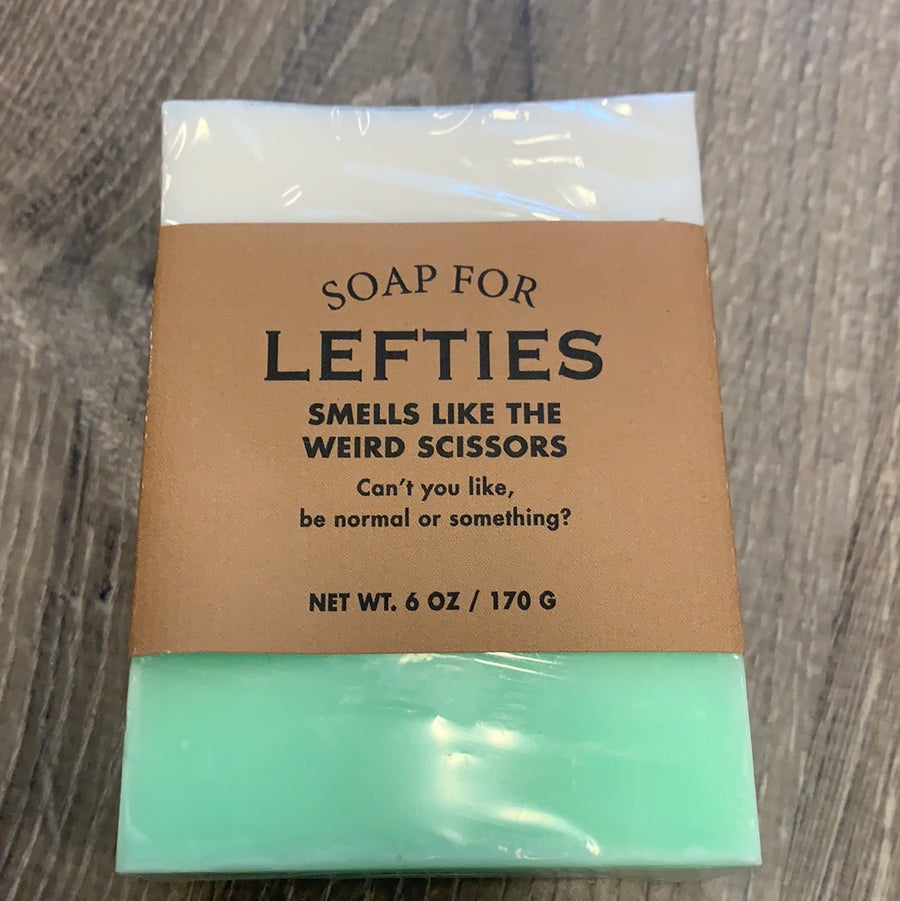 SOAP FOR
LEFTIES
SMELLS LIKE THE
WEIRD SCISSORS
Can't you like,
be normal or something?
NET WT. 6 OZ / 170 G